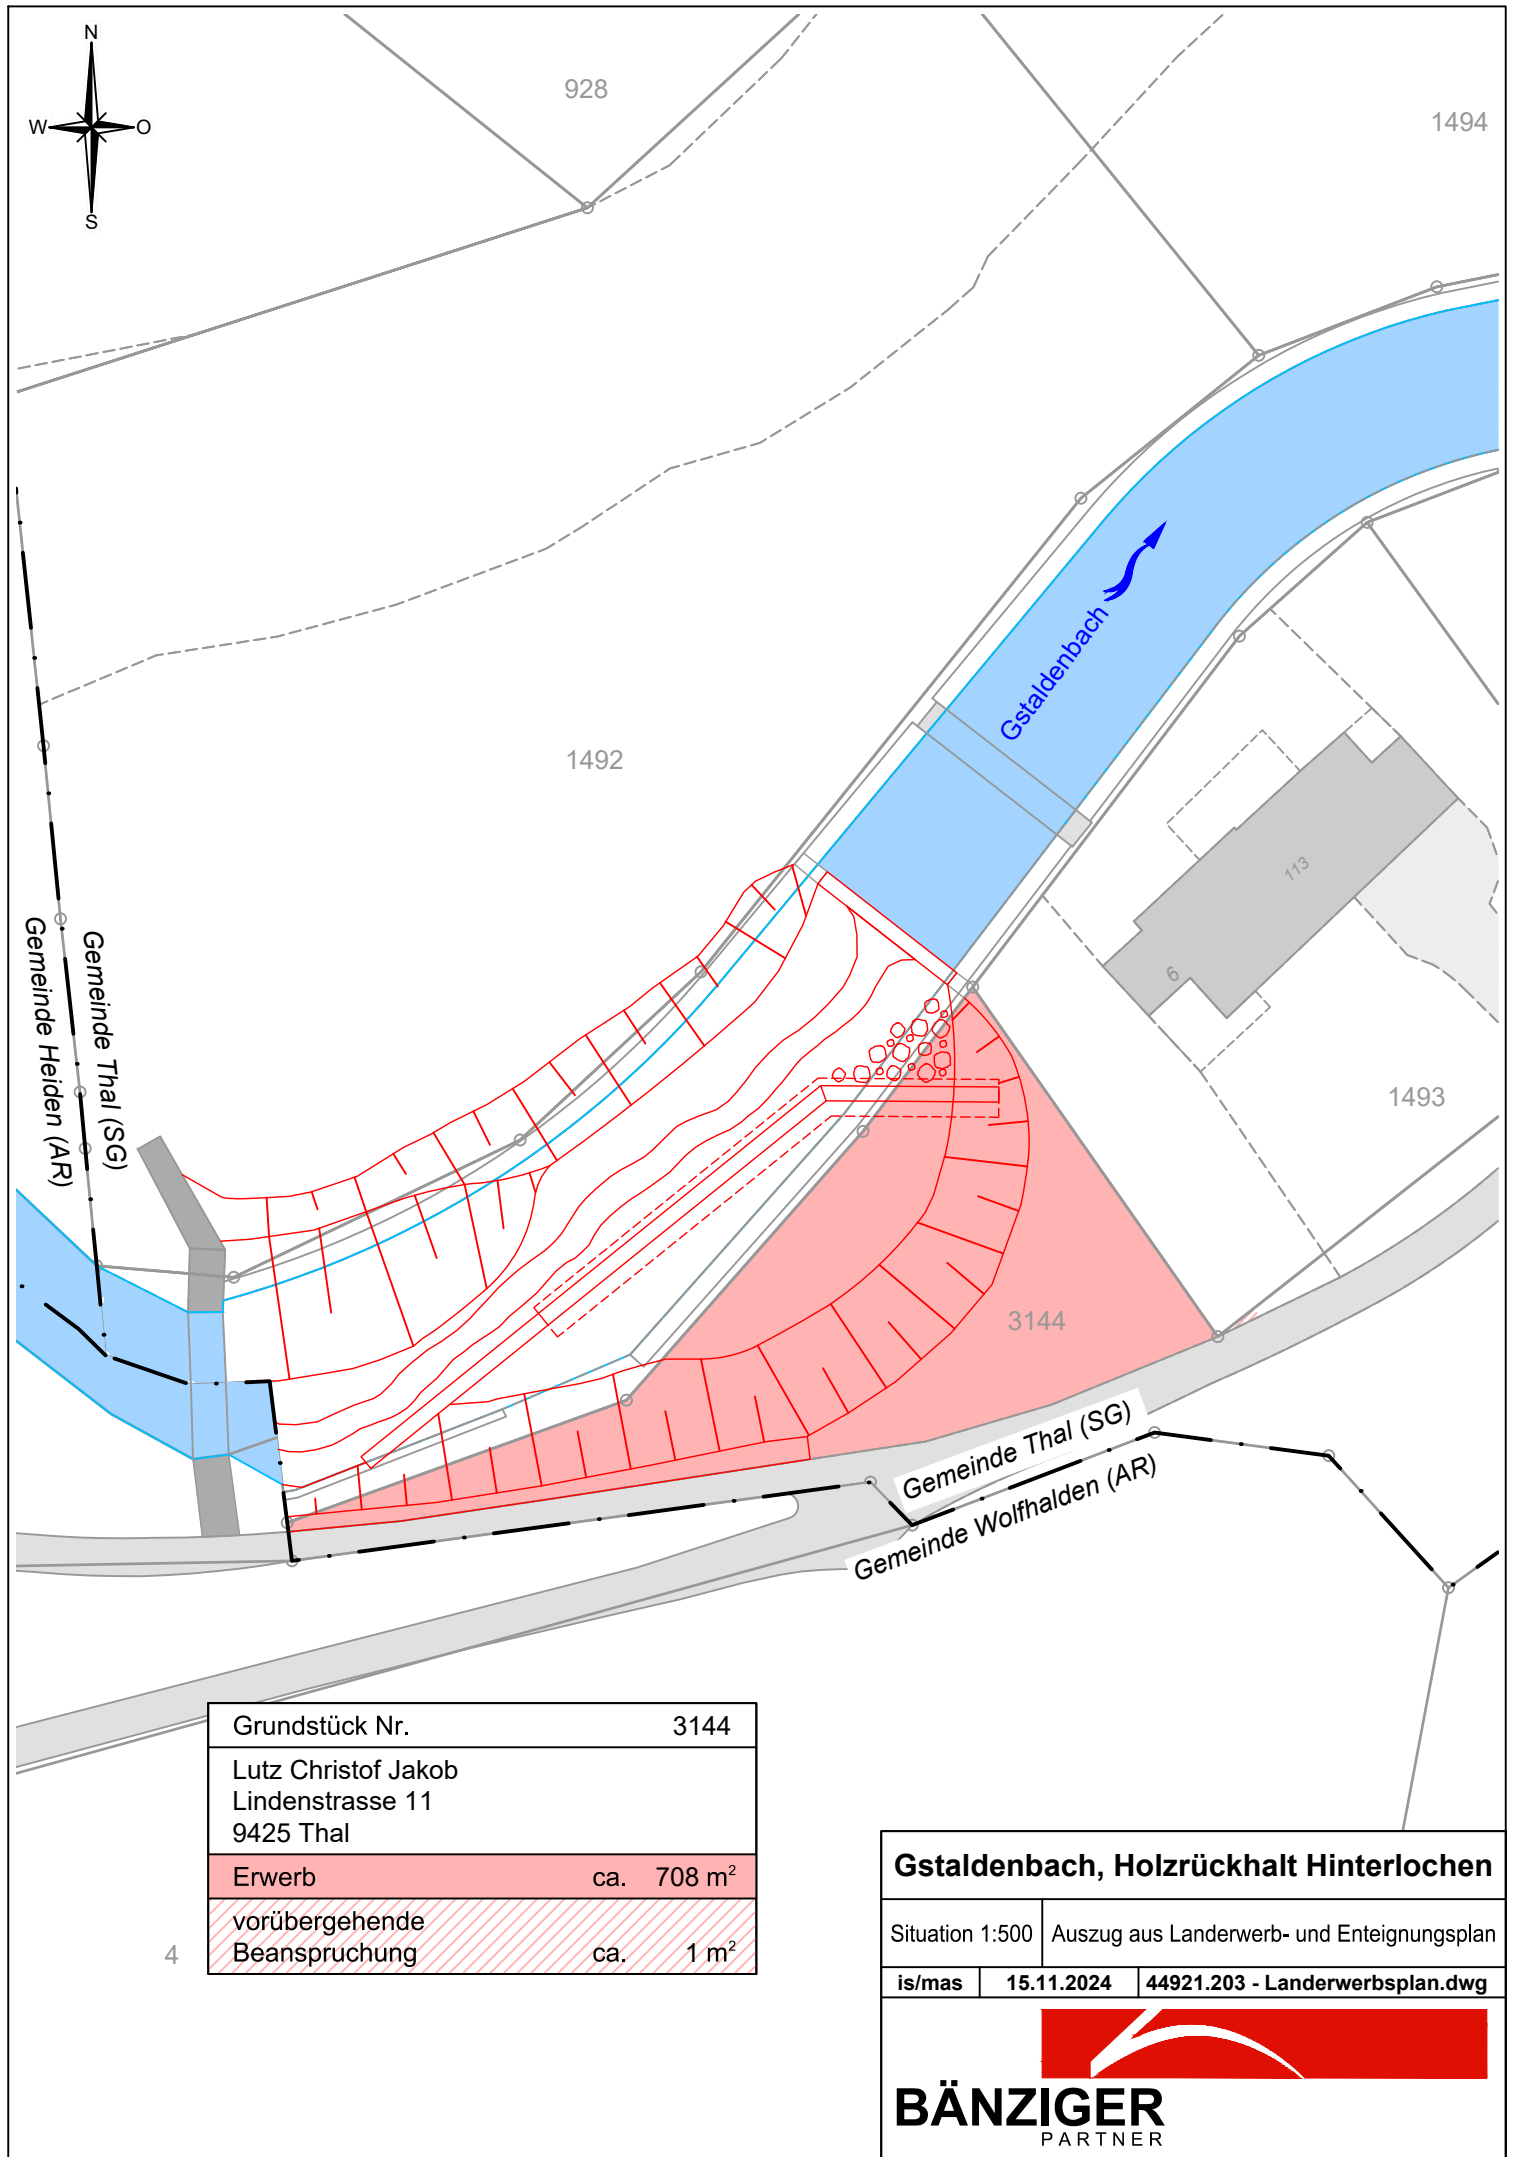 N
W
O
S
928
1494
Gstaldenbach
1492
113
6
1493
Gemeinde Thal (SG)
Gemeinde Heiden (AR)
3144
Gemeinde Thal (SG)
Gemeinde Wolfhalden (AR)
Grundstück Nr. 3144
Lutz Christof Jakob
Lindenstrasse 11
9425 Thal
Erwerb ca. 708 m²
vorübergehende
Beanspruchung ca. 1 m²
4
Gstaldenbach, Holzrückhalt Hinterlochen
Situation 1:500 Auszug aus Landerwerb- und Enteignungsplan
is/mas 15.11.2024 44921.203 - Landerwerbsplan.dwg
BÄNZIGER
PARTNER